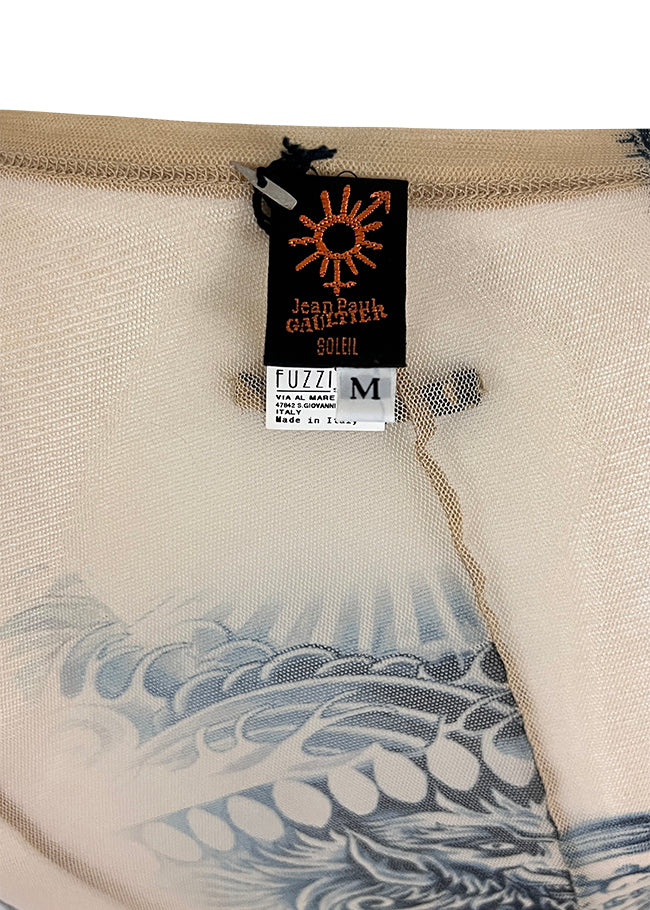 Jean Paul
GAULTIER
SOLEIL
FUZZI
M
VIA AL MARE
47842 S.GIOVANNI
ITALY
Made in Italy